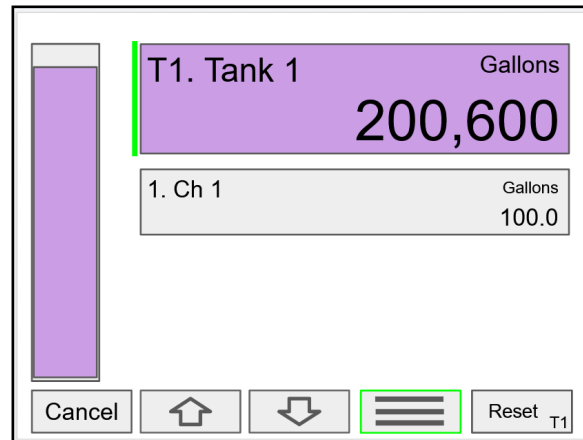 T1. Tank 1 Gallons
200,600
1. Ch 1 Gallons
100.0
Cancel Reset T1